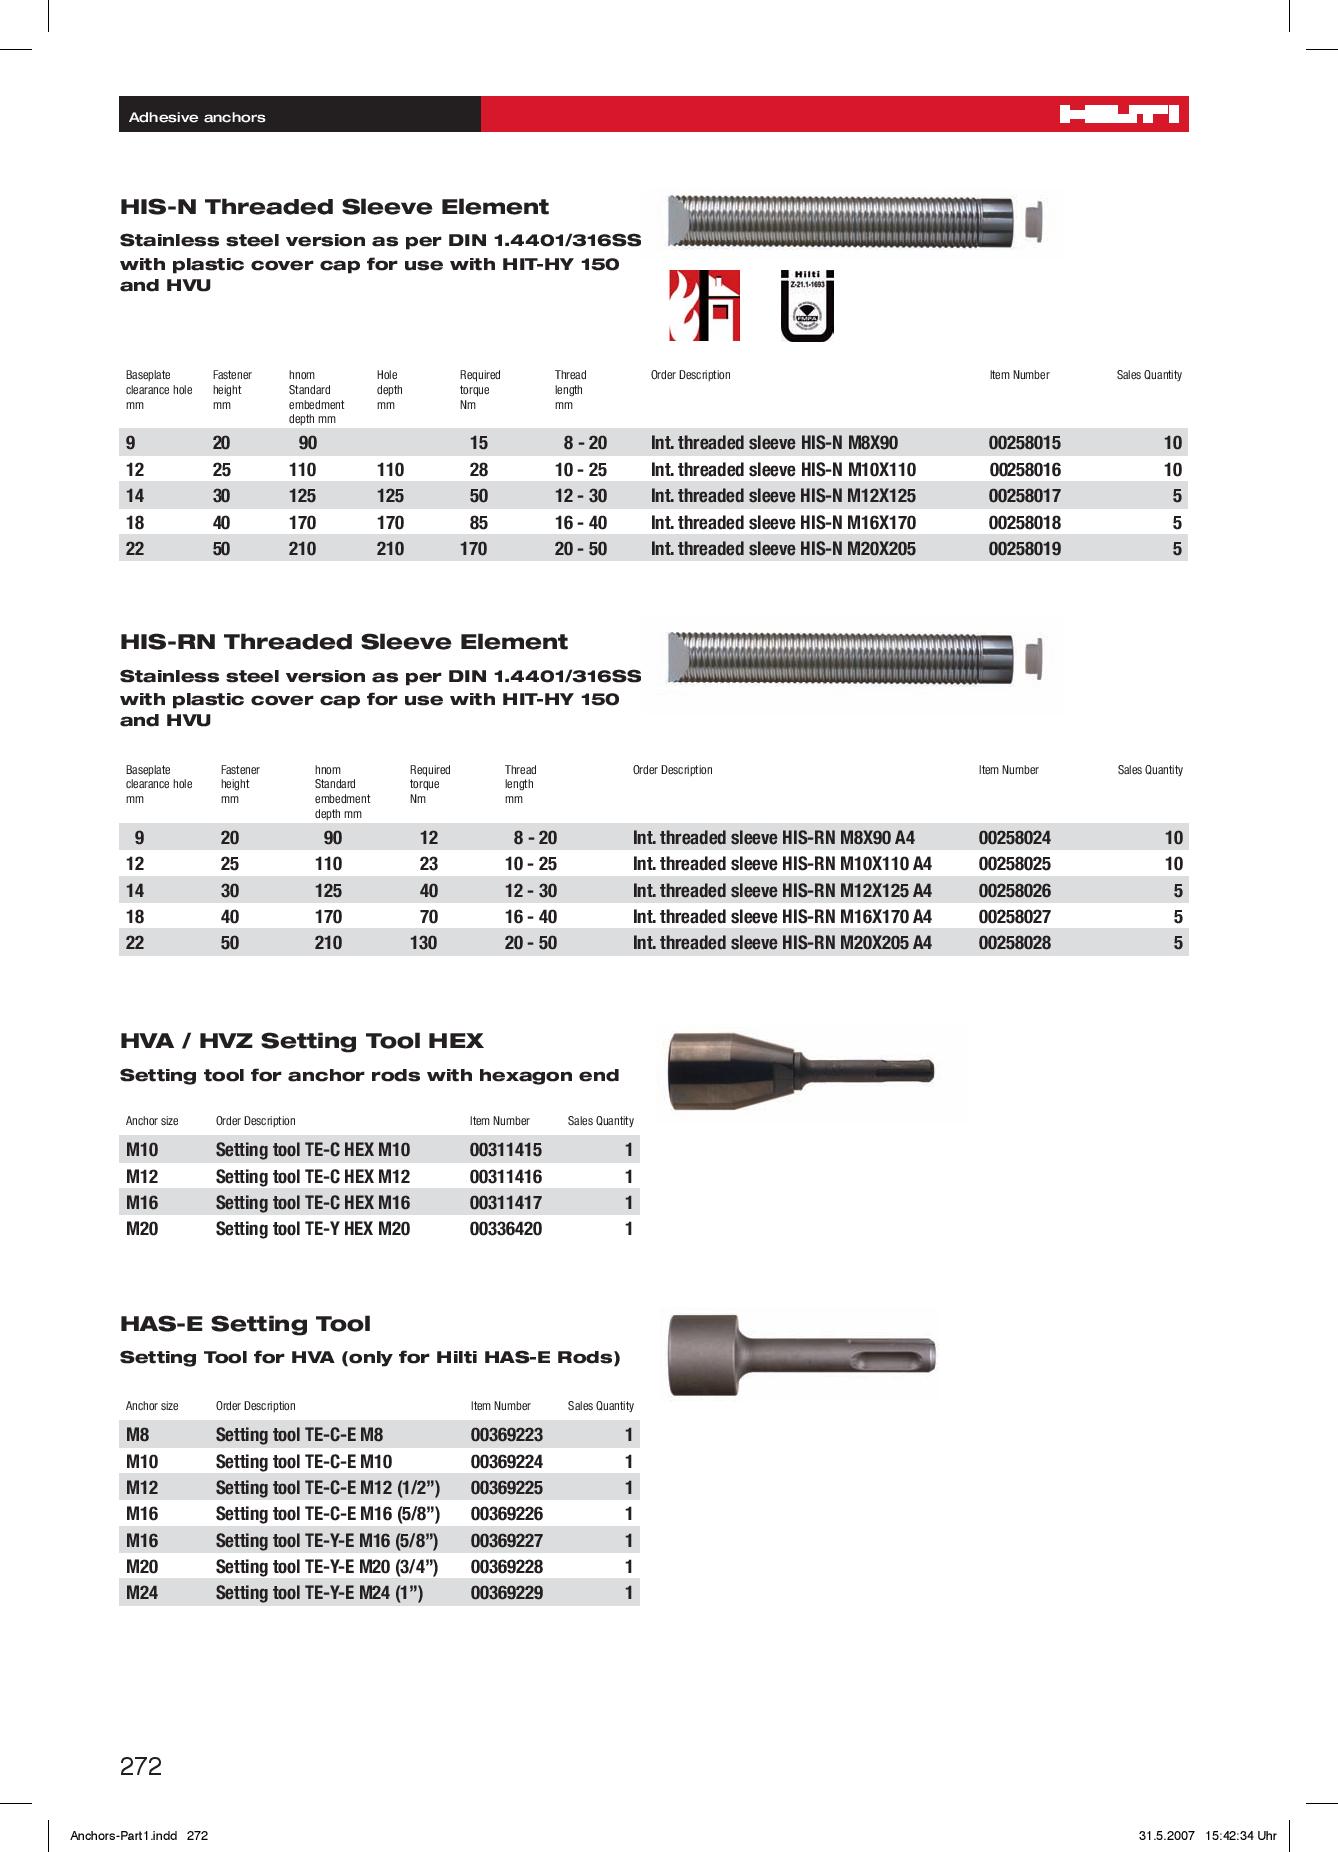 Adhesive anchors
HILTI
HIS-N Threaded Sleeve Element
Stainless steel version as per DIN 1.4401/316SS
with plastic cover cap for use with HIT-HY 150
and HVU
Hilti
Z-21.1-1693
FMPA
Baseplate clearance hole mm Fastener height mm hnom Standard embedment depth mm Hole depth mm Required torque Nm Thread length mm Order Description Item Number Sales Quantity
9 20 90 15 8 - 20 Int. threaded sleeve HIS-N M8X90 00258015 10
12 25 110 110 28 10 - 25 Int. threaded sleeve HIS-N M10X110 00258016 10
14 30 125 125 50 12 - 30 Int. threaded sleeve HIS-N M12X125 00258017 5
18 40 170 170 85 16 - 40 Int. threaded sleeve HIS-N M16X170 00258018 5
22 50 210 210 170 20 - 50 Int. threaded sleeve HIS-N M20X205 00258019 5
HIS-RN Threaded Sleeve Element
Stainless steel version as per DIN 1.4401/316SS
with plastic cover cap for use with HIT-HY 150
and HVU
Baseplate clearance hole mm Fastener height mm hnom Standard embedment depth mm Required torque Nm Thread length mm Order Description Item Number Sales Quantity
9 20 90 12 8 - 20 Int. threaded sleeve HIS-RN M8X90 A4 00258024 10
12 25 110 23 10 - 25 Int. threaded sleeve HIS-RN M10X110 A4 00258025 10
14 30 125 40 12 - 30 Int. threaded sleeve HIS-RN M12X125 A4 00258026 5
18 40 170 70 16 - 40 Int. threaded sleeve HIS-RN M16X170 A4 00258027 5
22 50 210 130 20 - 50 Int. threaded sleeve HIS-RN M20X205 A4 00258028 5
HVA / HVZ Setting Tool HEX
Setting tool for anchor rods with hexagon end
Anchor size Order Description Item Number Sales Quantity
M10 Setting tool TE-C HEX M10 00311415 1
M12 Setting tool TE-C HEX M12 00311416 1
M16 Setting tool TE-C HEX M16 00311417 1
M20 Setting tool TE-Y HEX M20 00336420 1
HAS-E Setting Tool
Setting Tool for HVA (only for Hilti HAS-E Rods)
Anchor size Order Description Item Number Sales Quantity
M8 Setting tool TE-C-E M8 00369223 1
M10 Setting tool TE-C-E M10 00369224 1
M12 Setting tool TE-C-E M12 (1/2”) 00369225 1
M16 Setting tool TE-C-E M16 (5/8”) 00369226 1
M16 Setting tool TE-Y-E M16 (5/8”) 00369227 1
M20 Setting tool TE-Y-E M20 (3/4”) 00369228 1
M24 Setting tool TE-Y-E M24 (1”) 00369229 1
272
Anchors-Part1.indd 272 31.5.2007 15:42:34 Uhr